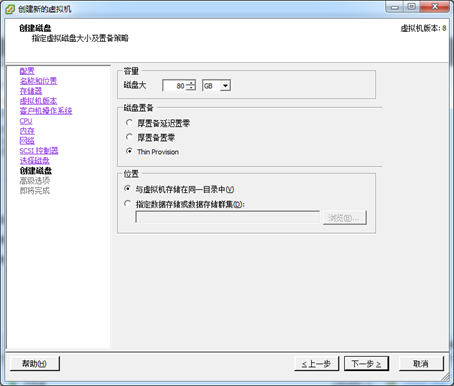 创建新的虚拟机
创建磁盘
指定虚拟磁盘大小及置备策略
虚拟机版本: 8
配置
名称和位置
存储器
虚拟机版本
客户机操作系统
CPU
内存
网络
SCSI 控制器
选择磁盘
创建磁盘
高级选项
即将完成
容量
磁盘大
80
GB
磁盘置备
厚置备延迟置零
厚置备置零
Thin Provision
位置
与虚拟机存储在同一目录中(Y)
指定数据存储或数据存储群集(D):
浏览(B)...
帮助(H)
≤上一步
下一步 ≥
取消